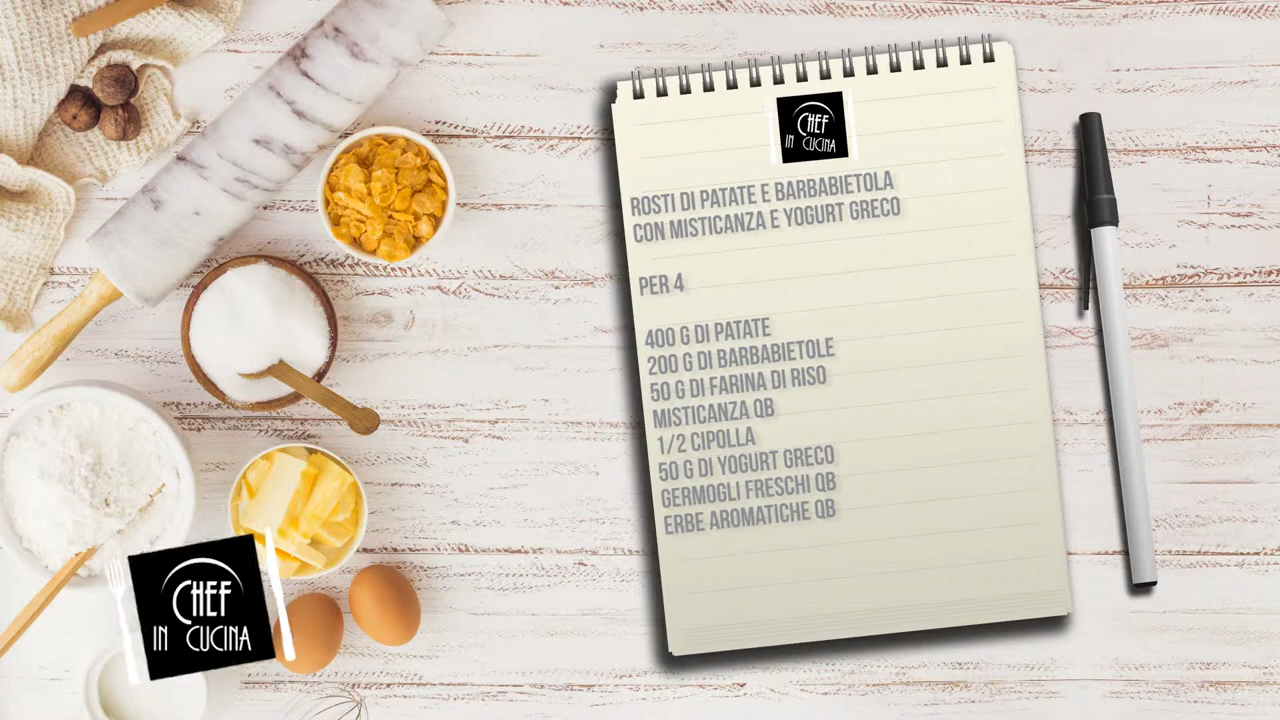 CHEF
IN CUCINA
ROSTI DI PATATE E BARBABIETOLA
CON MISTICANZA E YOGURT GRECO
PER 4
400 G DI PATATE
200 G DI BARBABIETOLE
50 G DI FARINA DI RISO
MISTICANZA QB
1/2 CIPOLLA
50 G DI YOGURT GRECO
GERMOGLI FRESCHI QB
ERBE AROMATICHE QB
CHEF
IN CUCINA